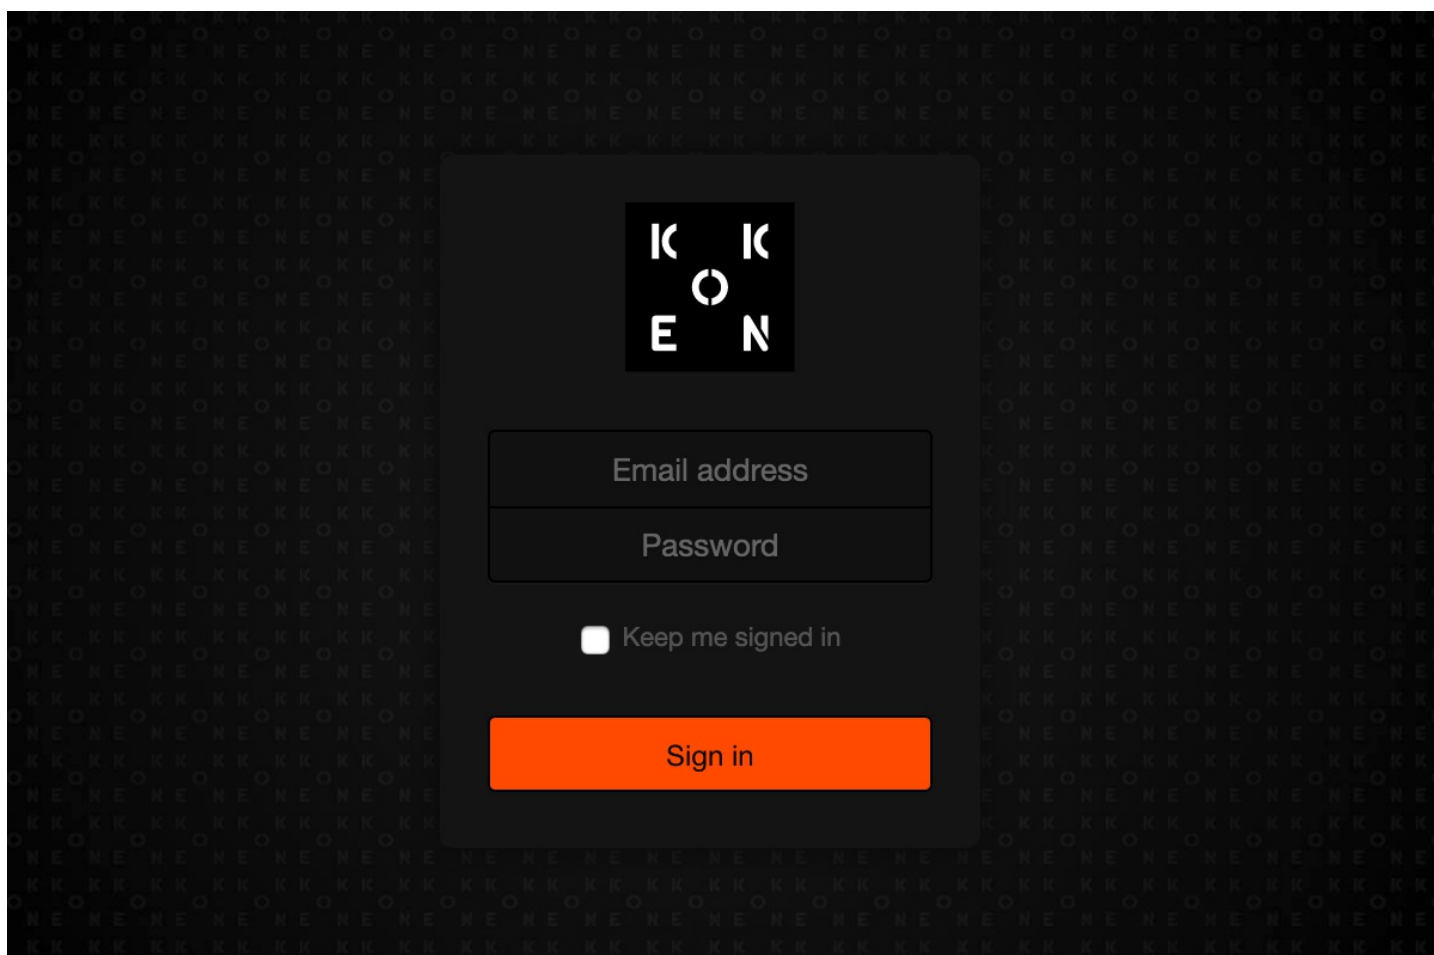 K K
O
E N
Email address
Password
Keep me signed in
Sign in